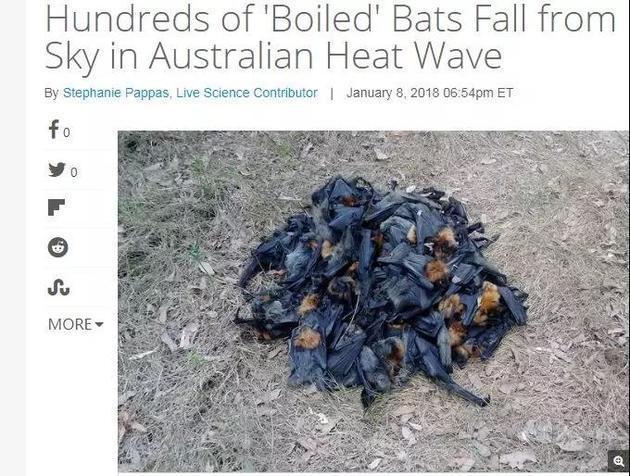 Hundreds of 'Boiled' Bats Fall from
Sky in Australian Heat Wave
By Stephanie Pappas, Live Science Contributor | January 8, 2018 06:54pm ET
0
0
MORE